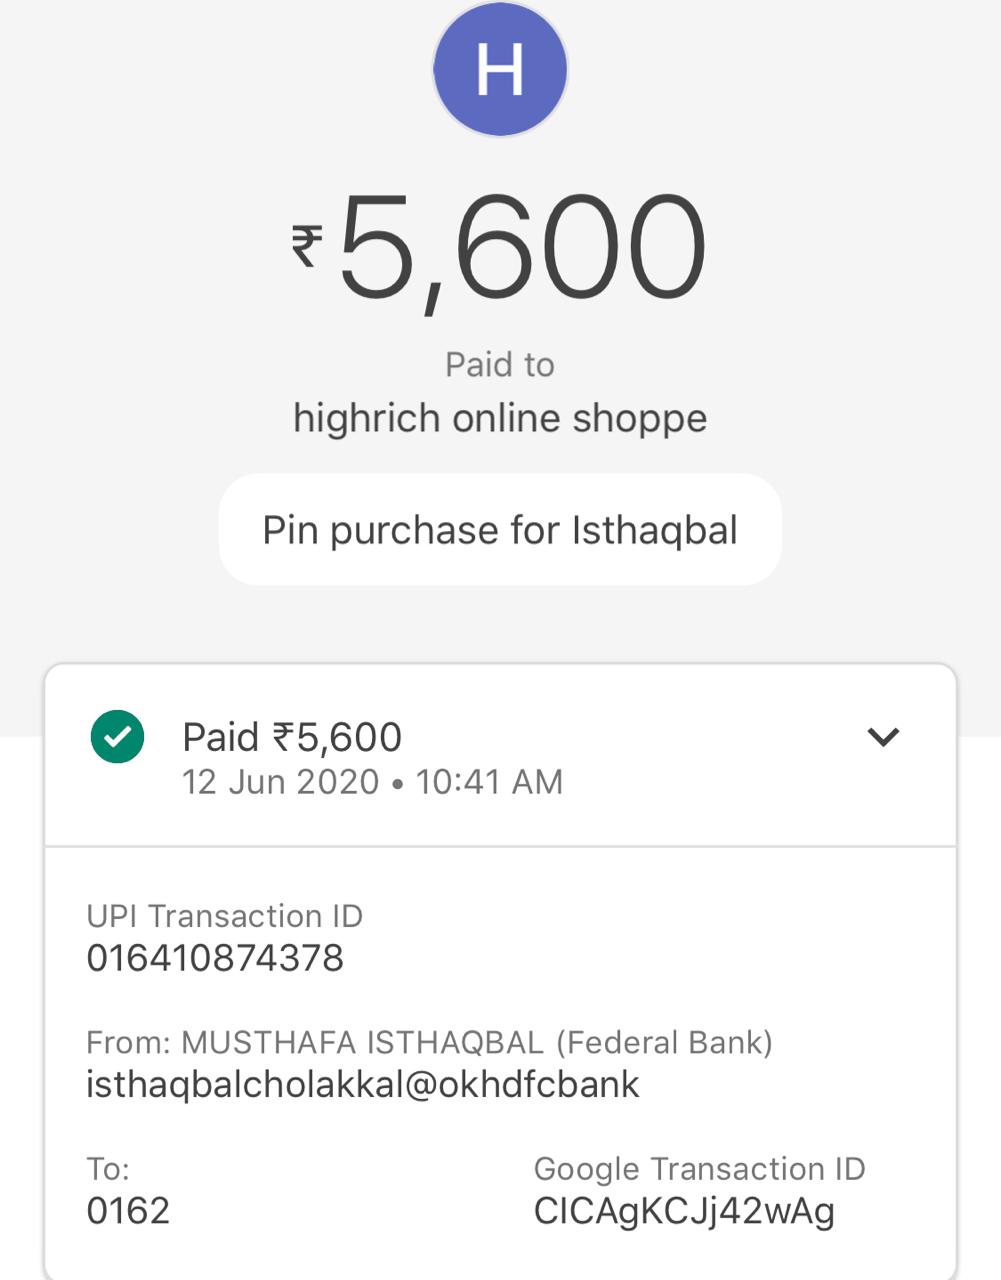 H
₹5,600
Paid to
highrich online shoppe
Pin purchase for Isthaqbal
Paid ₹5,600
12 Jun 2020 • 10:41 AM
UPI Transaction ID
016410874378
From: MUSTHAFA ISTHAQBAL (Federal Bank)
isthaqbalcholakkal@okhdfcbank
To:
0162
Google Transaction ID
CICAgKCJj42wAg